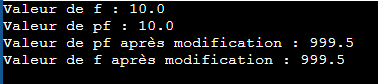 Valeur de f : 10.0
Valeur de pf : 10.0
Valeur de pf après modification : 999.5
Valeur de f après modification : 999.5